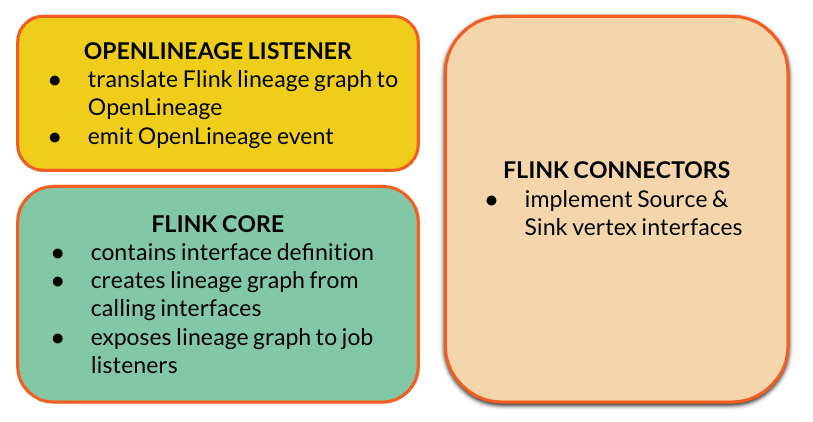 OPENLINEAGE LISTENER
● translate Flink lineage graph to
OpenLineage
● emit OpenLineage event
FLINK CORE
● contains interface definition
● creates lineage graph from
calling interfaces
● exposes lineage graph to job
listeners
FLINK CONNECTORS
● implement Source &
Sink vertex interfaces